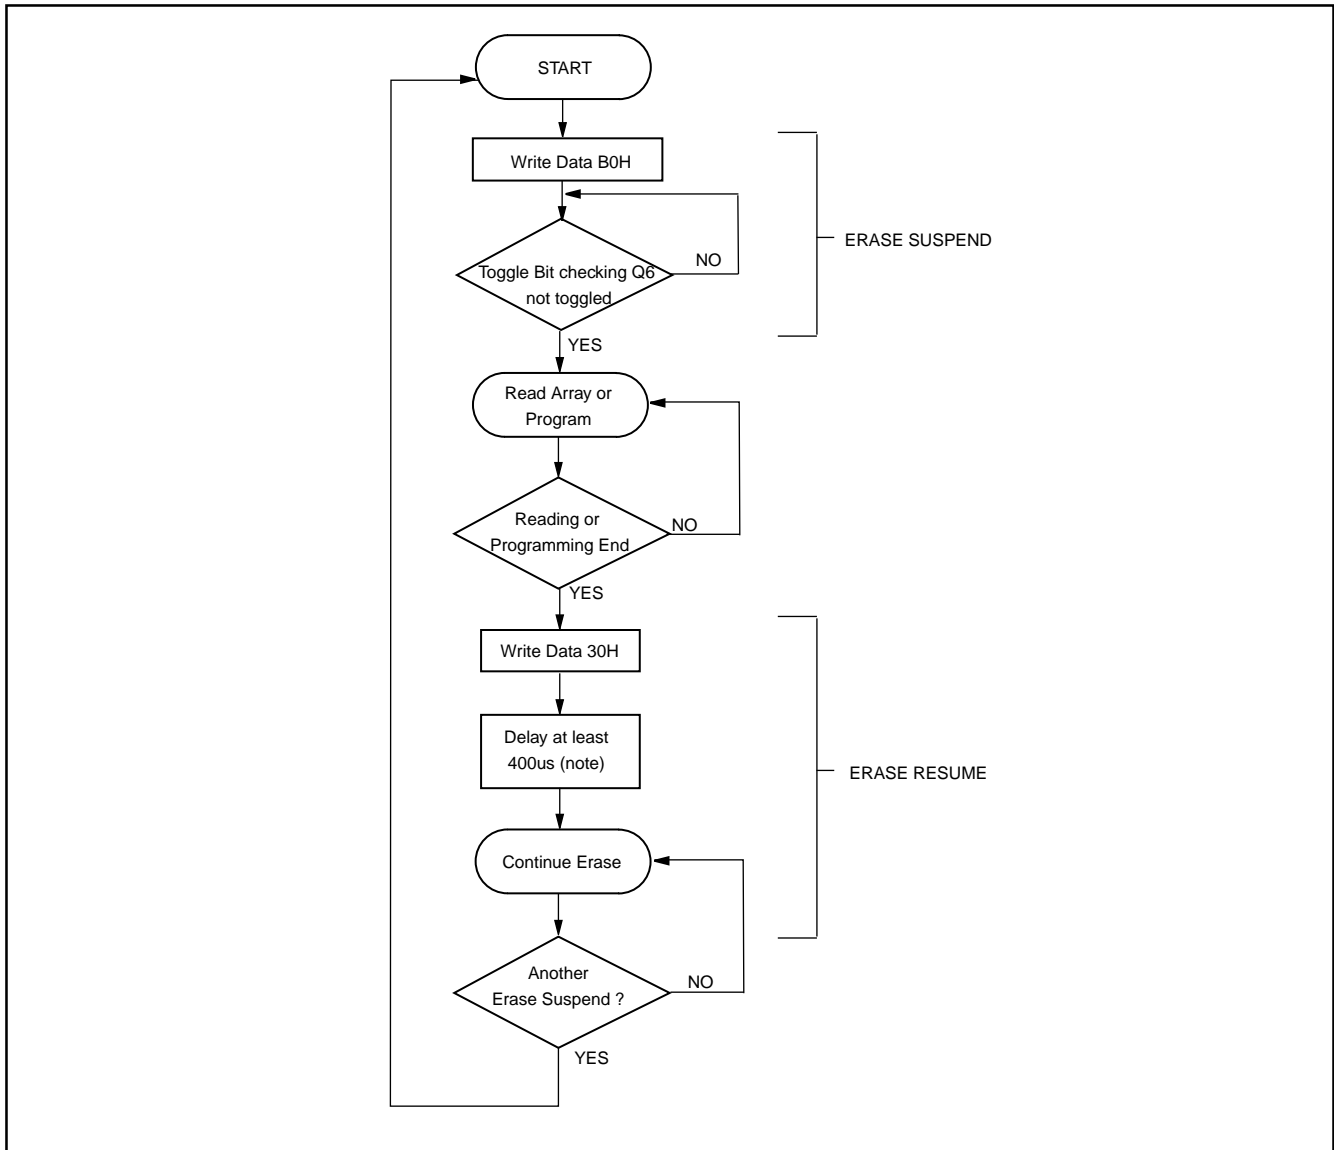 START
Write Data B0H
ERASE SUSPEND
NO
Toggle Bit checking Q6
not toggled
YES
Read Array or
Program
Reading or
NO
Programming End
YES
Write Data 30H
Delay at least
400us (note)
ERASE RESUME
Continue Erase
Another
NO
Erase Suspend ?
YES